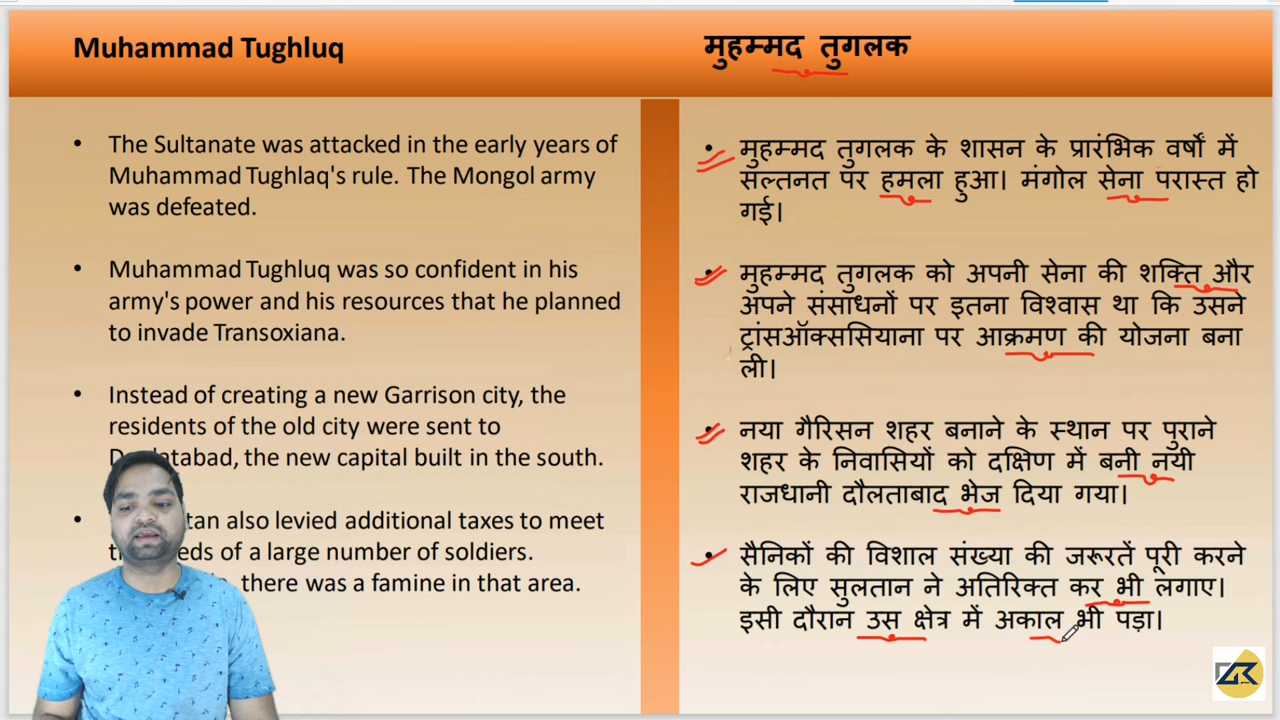 Muhammad Tughluq
मुहम्मद तुगलक
• The Sultanate was attacked in the early years of
Muhammad Tughlaq's rule. The Mongol army
was defeated.
• Muhammad Tughluq was so confident in his
army's power and his resources that he planned
to invade Transoxiana.
• Instead of creating a new Garrison city, the
residents of the old city were sent to
the new capital built in the south.
• also levied additional taxes to meet
of a large number of soldiers.
there was a famine in that area.
• मुहम्मद तुगलक के शासन के प्रारंभिक वर्षों में
सल्तनत पर हमला हुआ। मंगोल सेना परास्त हो
गई।
• मुहम्मद तुगलक को अपनी सेना की शक्ति और
अपने संसाधनों पर इतना विश्वास था कि उसने
ट्रांसऑक्ससियाना पर आक्रमण की योजना बना
ली।
• नया गैरिसन शहर बनाने के स्थान पर पुराने
शहर के निवासियों को दक्षिण में बनी नयी
राजधानी दौलताबाद भेज दिया गया।
• सैनिकों की विशाल संख्या की जरूरतें पूरी करने
के लिए सुलतान ने अतिरिक्त कर भी लगाए।
इसी दौरान उस क्षेत्र में अकाल भी पड़ा।